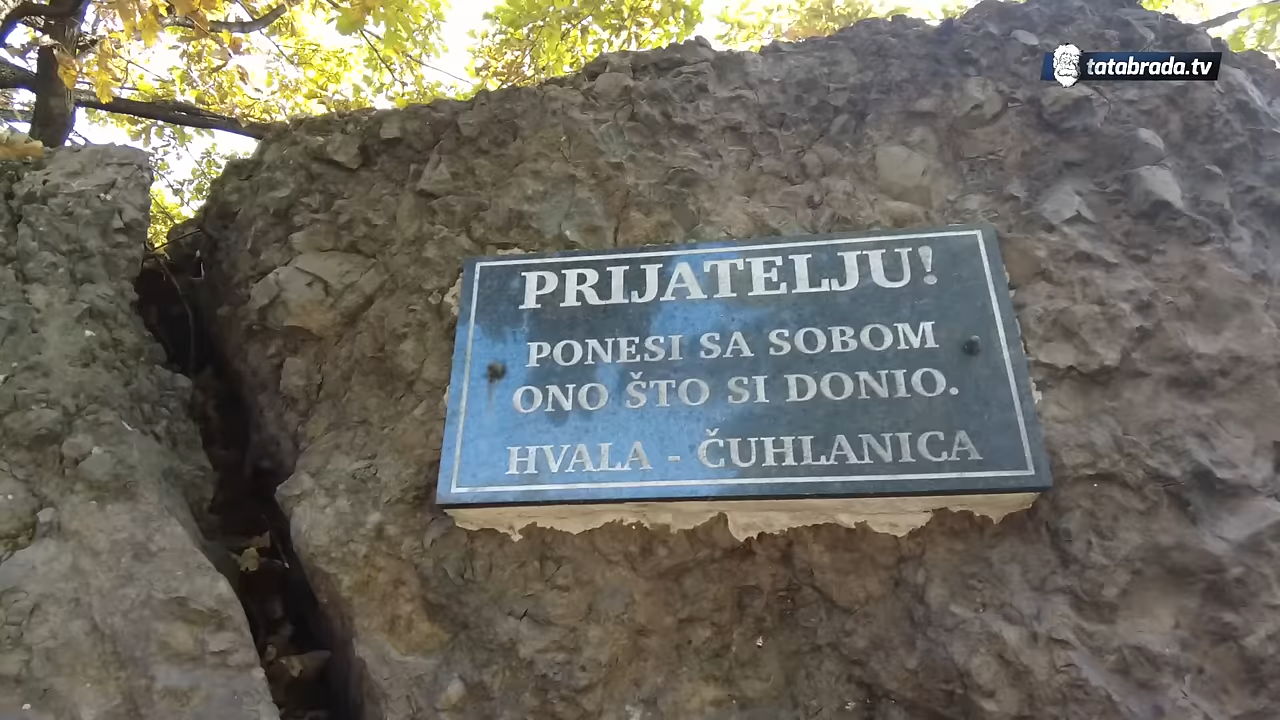 tatabrada.tv
PRIJATELJU!
PONESI SA SOBOM
ONO ŠTO SI DONIO.
HVALA - ČUHLANICA